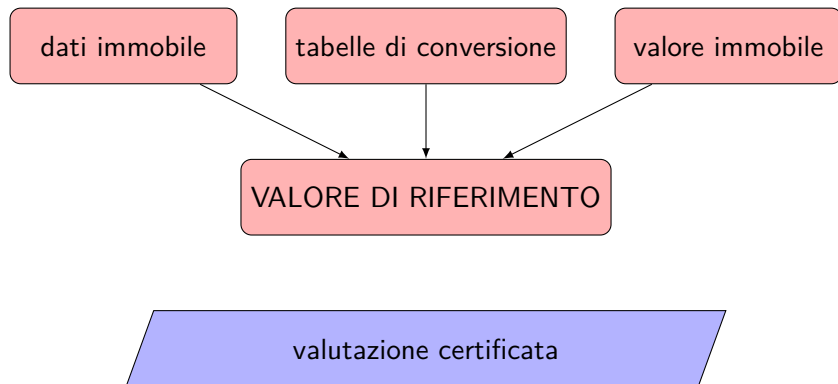 dati immobile
tabelle di conversione
valore immobile
VALORE DI RIFERIMENTO
valutazione certificata